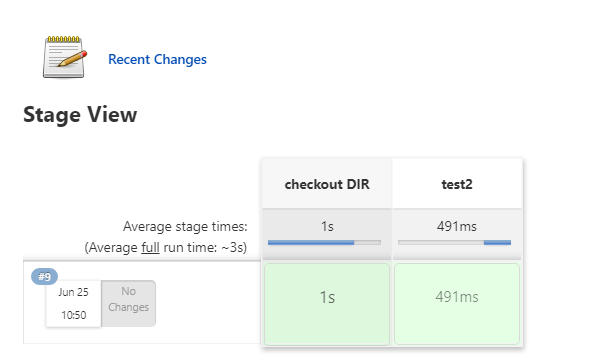 Recent Changes
Stage View
checkout DIR
test2
Average stage times:
1s
491ms
(Average full run time: ~3s)
#9
Jun 25
10:50
No
Changes
1s
491ms